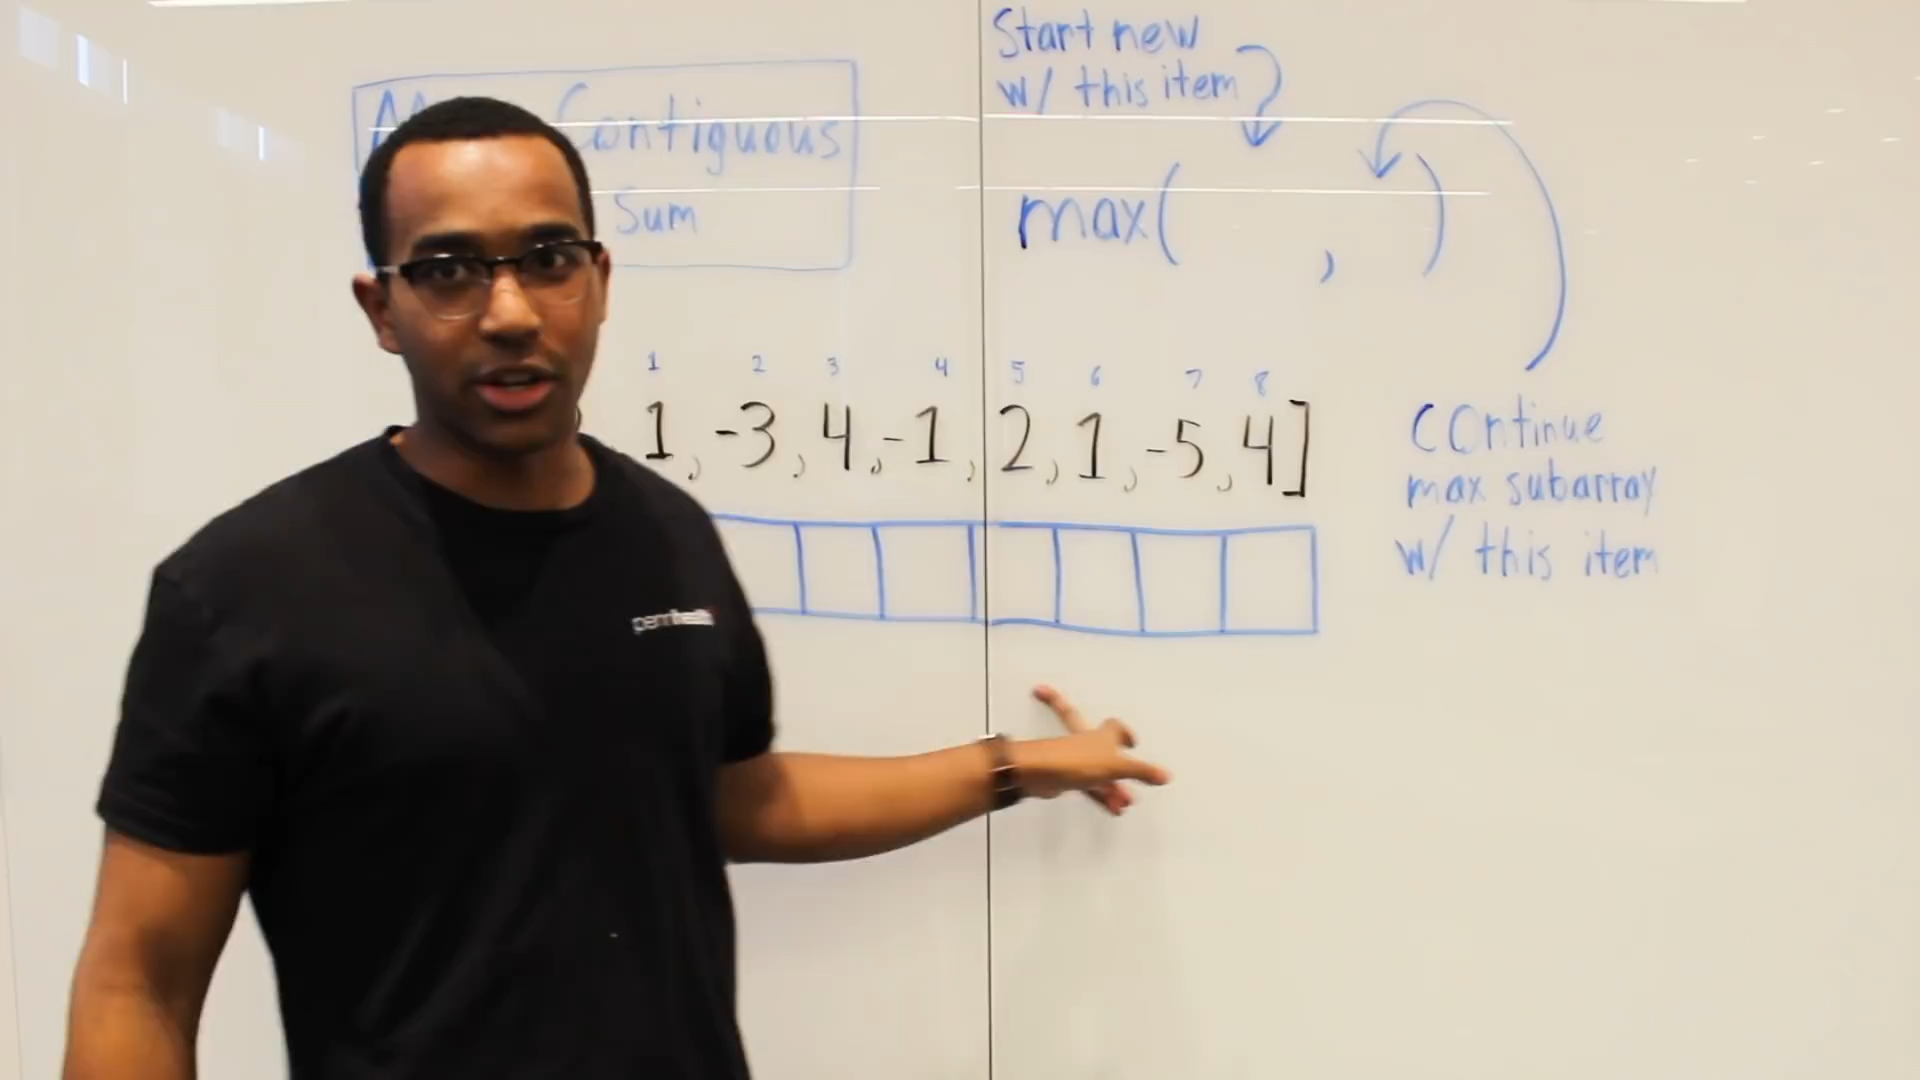 Start new
w/ this item
Contiguous
Sum
max( , )
1 2 3 4 5 6 7 8
1, -3, 4, -1, 2, 1, -5, 4]
continue
max subarray
w/ this item
pennhealth